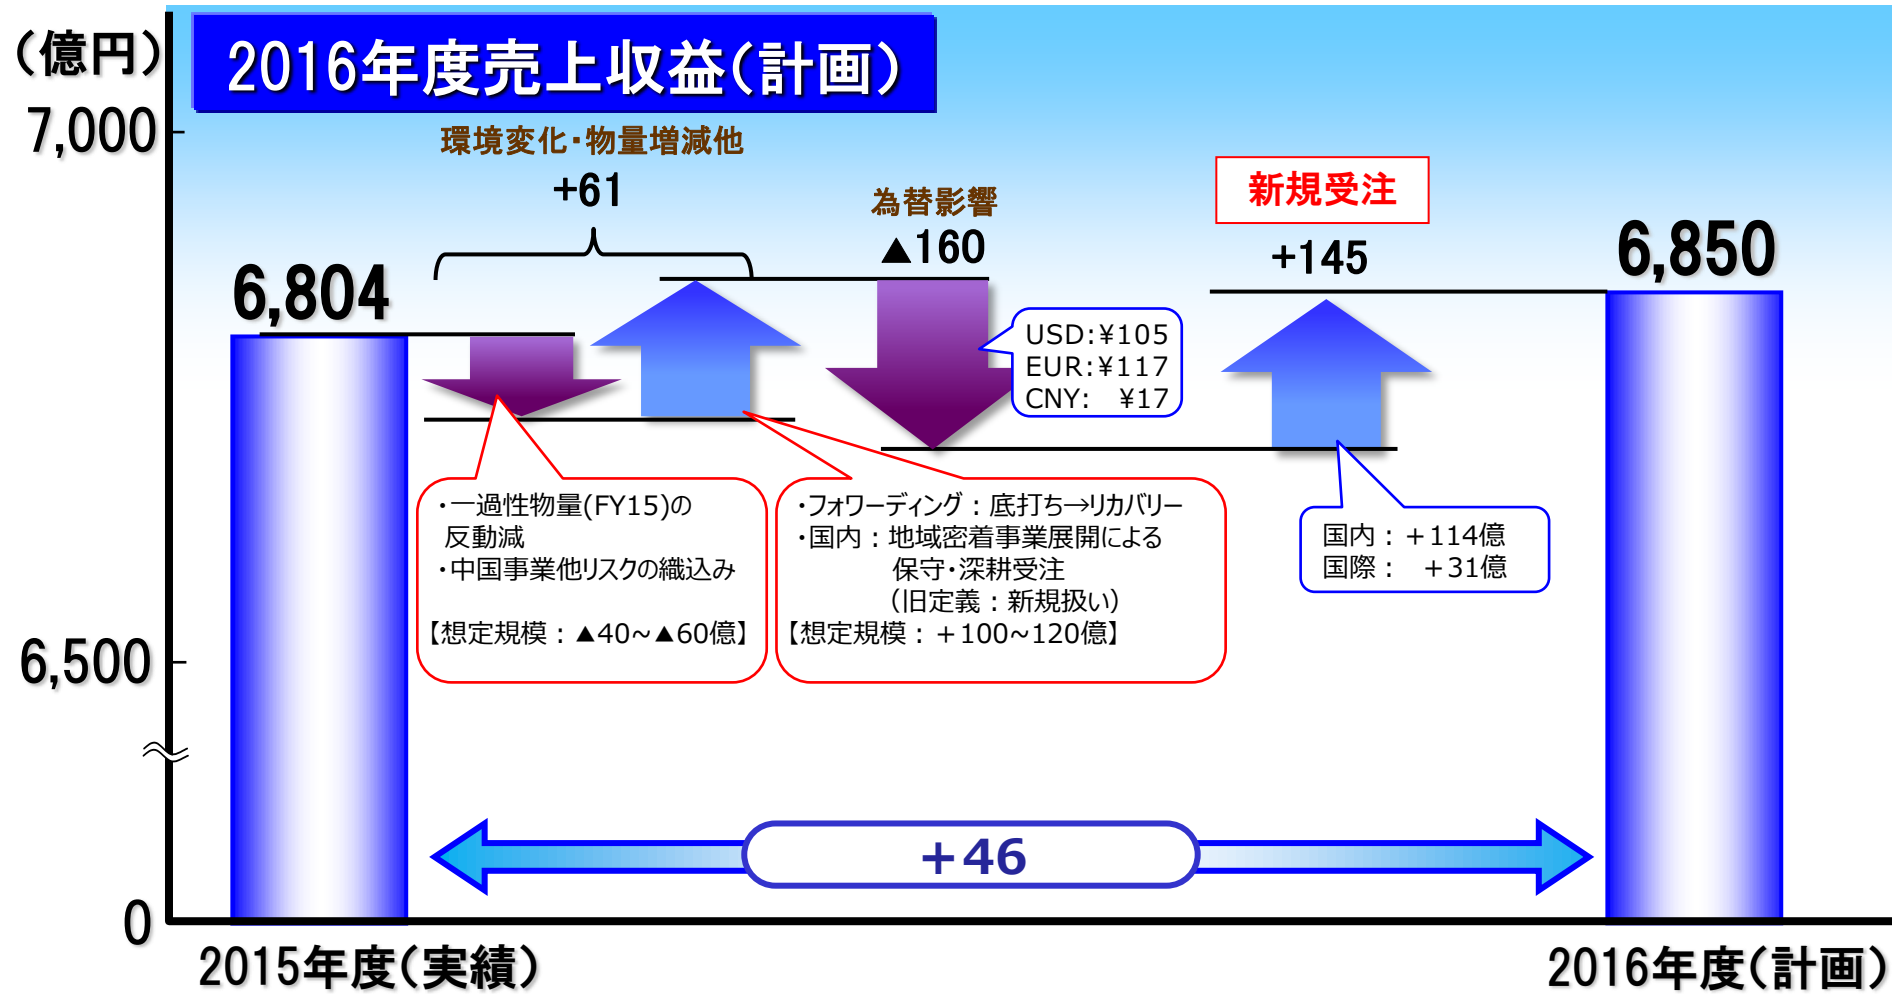 (億円)
2016年度売上収益(計画)
7,000
環境変化・物量増減他
+61
為替影響
▲160
新規受注
+145
6,804
6,850
USD:¥105
EUR:¥117
CNY: ¥17
・一過性物量(FY15)の
反動減
・中国事業他リスクの織込み
【想定規模:▲40~▲60億】
・フォワーディング:底打ち→リカバリー
・国内:地域密着事業展開による
保守・深耕受注
(旧定義:新規扱い)
【想定規模:+100~120億】
国内:+114億
国際: +31億
6,500
+46
0
2015年度(実績)
2016年度(計画)